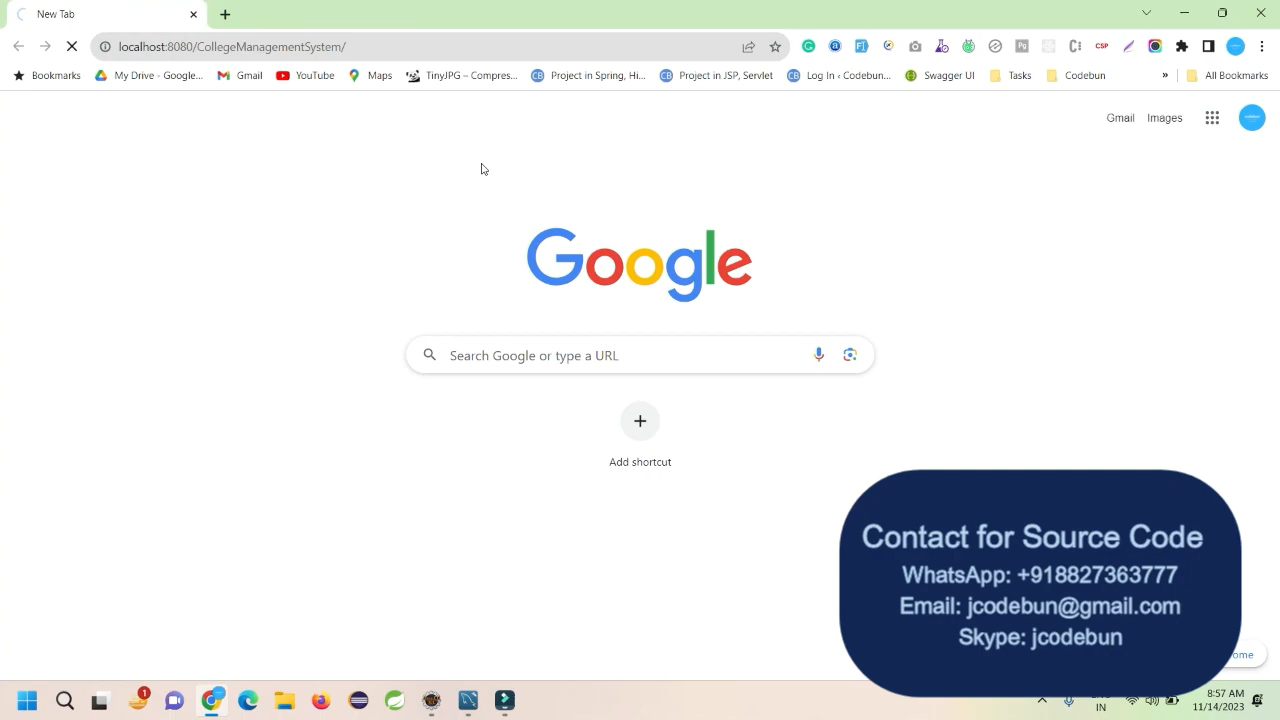 New Tab
localhost:8080/CollegeManagementSystem/
CSP
Bookmarks
My Drive - Google...
Gmail
YouTube
Maps
TinyJPG – Compres...
Project in Spring, Hi...
Project in JSP, Servlet
Log In ‹ Codebun...
Swagger UI
Tasks
Codebun
»
All Bookmarks
Gmail Images
Google
Search Google or type a URL
Add shortcut
Contact for Source Code
WhatsApp: +918827363777
Email: jcodebun@gmail.com
Skype: jcodebun
ome
1
IN
8:57 AM
11/14/2023